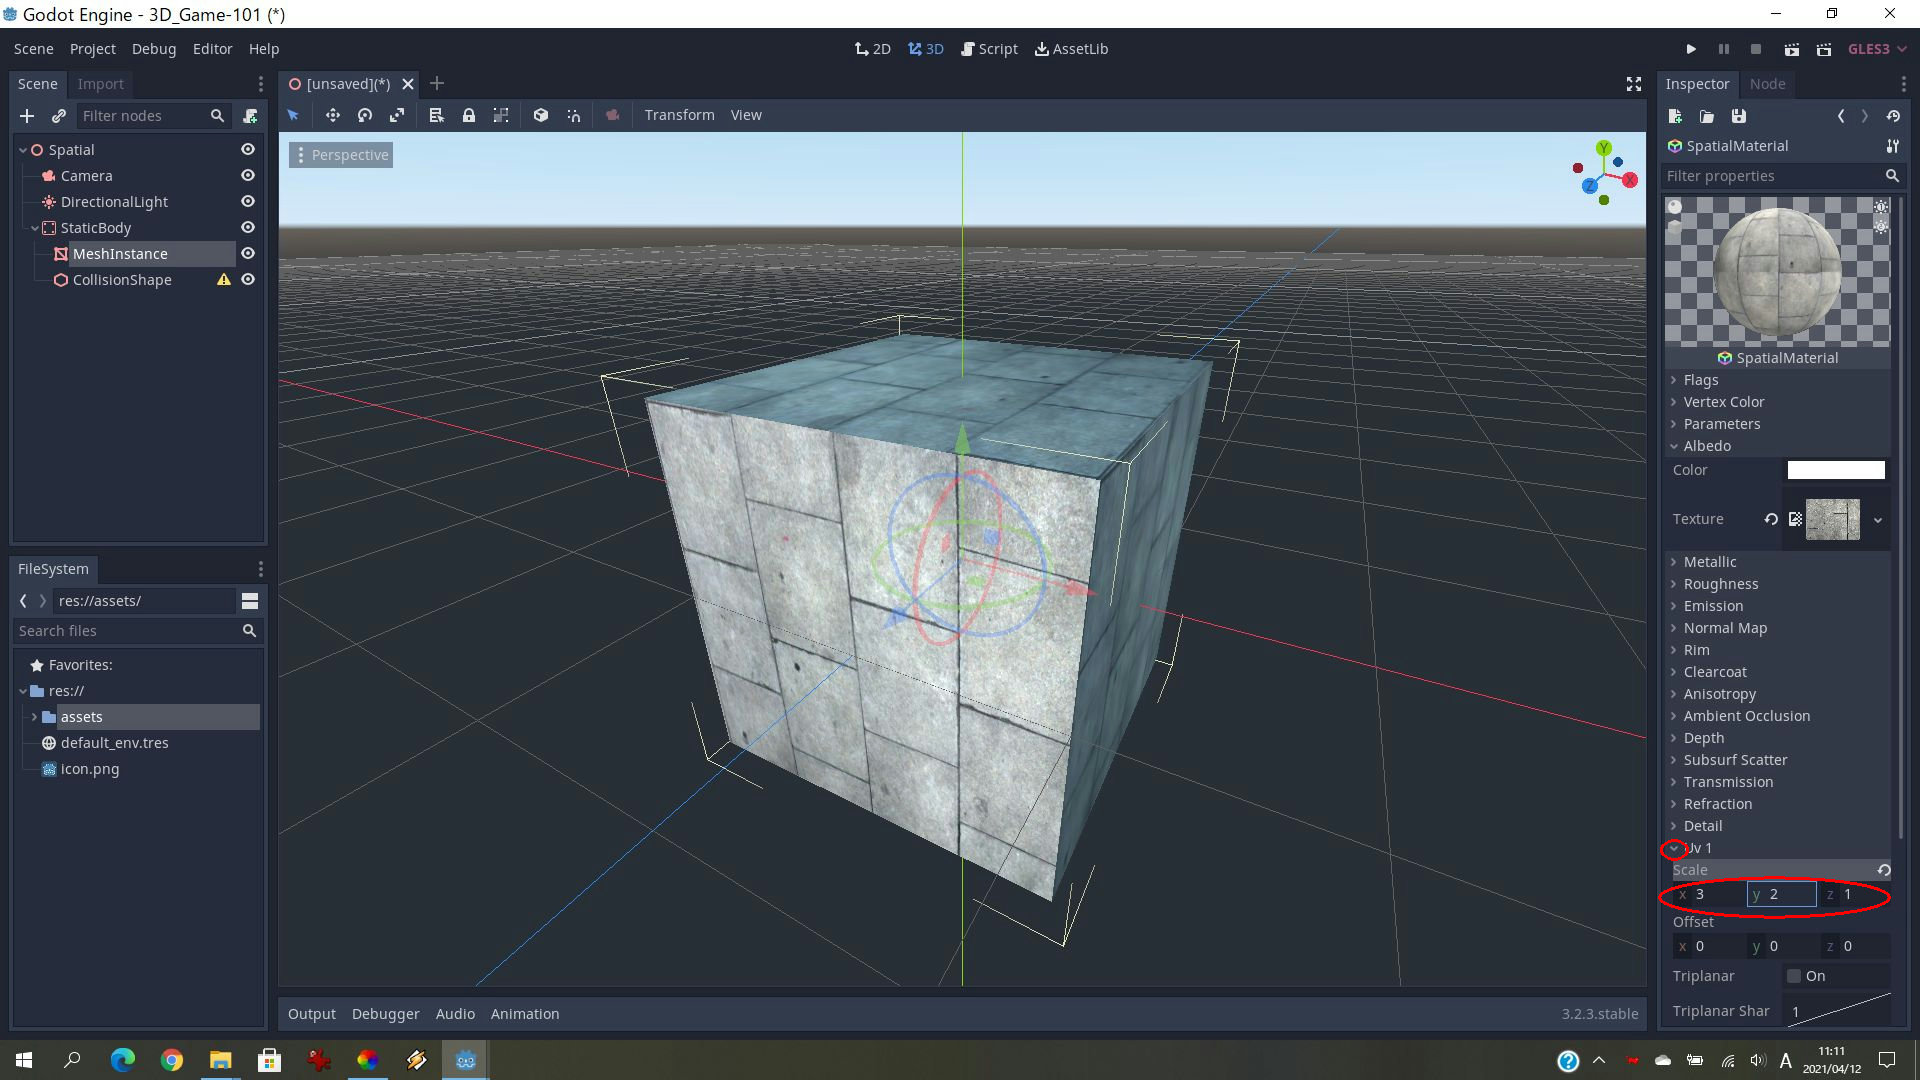 Godot Engine - 3D_Game-101 (*)
Scene Project Debug Editor Help
2D 3D Script AssetLib
GLES3
Scene Import
Filter nodes
Spatial
Camera
DirectionalLight
StaticBody
MeshInstance
CollisionShape
FileSystem
res://assets/
Search files
Favorites:
res://
assets
default_env.tres
icon.png
[unsaved](*)
Transform View
Perspective
Y
X
Z
Output Debugger Audio Animation
3.2.3.stable
Inspector Node
SpatialMaterial
Filter properties
SpatialMaterial
Flags
Vertex Color
Parameters
Albedo
Color
Texture
Metallic
Roughness
Emission
Normal Map
Rim
Clearcoat
Anisotropy
Ambient Occlusion
Depth
Subsurf Scatter
Transmission
Refraction
Detail
Uv 1
Scale
x 3 y 2 z 1
Offset
x 0 y 0 z 0
Triplanar On
Triplanar Shar 1
A
11:11
2021/04/12